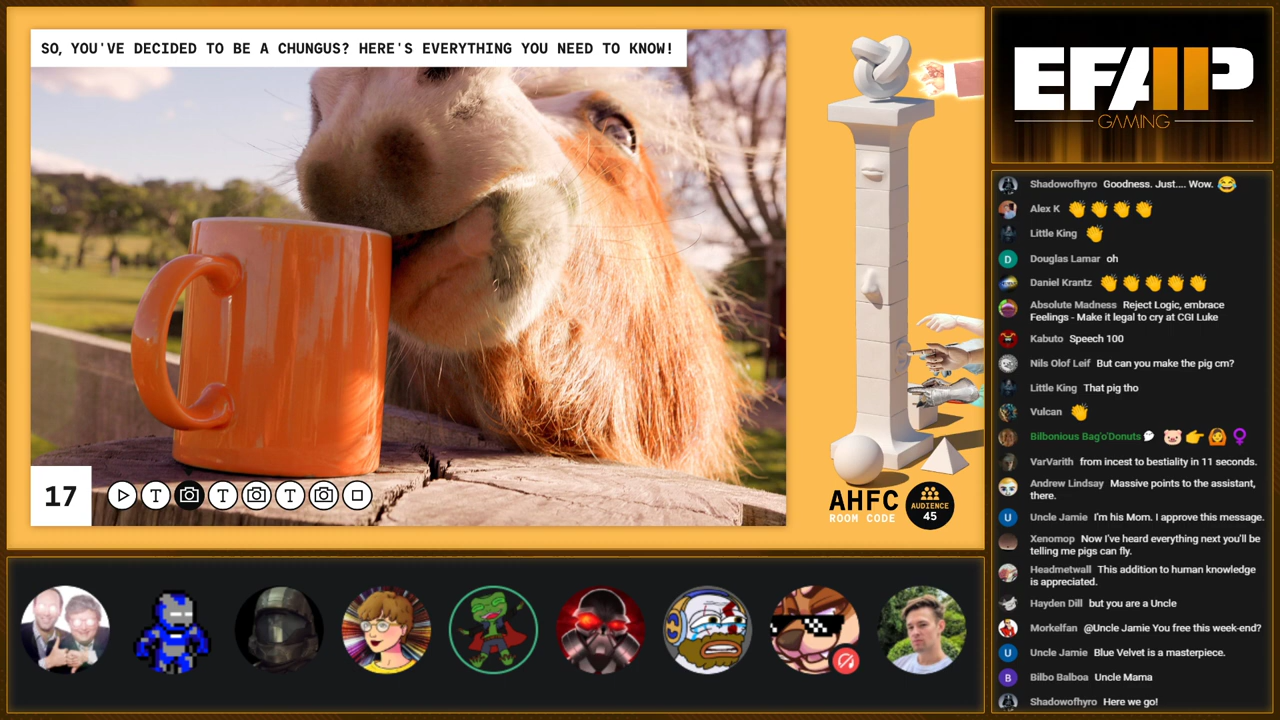 SO, YOU'VE DECIDED TO BE A CHUNGUS? HERE'S EVERYTHING YOU NEED TO KNOW!
17
T
T
T
AHFC
ROOM CODE
AUDIENCE
45
EFAP
GAMING
Shadowofhyro Goodness. Just.... Wow. 😂
Alex K 👏 👏 👏 👏
Little King 👏
D Douglas Lamar oh
Daniel Krantz 👏 👏 👏 👏 👏
Absolute Madness Reject Logic, embrace
Feelings - Make it legal to cry at CGI Luke
Kabuto Speech 100
Nils Olof Leif But can you make the pig cm?
Little King That pig tho
Vulcan 👏
Bilbonious Bag'o'Donuts 🐷 👉 🙆 ♀
VarVarith from incest to bestiality in 11 seconds.
Andrew Lindsay Massive points to the assistant,
there.
U Uncle Jamie I'm his Mom. I approve this message.
Xenomop Now I've heard everything next you'll be
telling me pigs can fly.
Headmetwall This addition to human knowledge
is appreciated.
Hayden Dill but you are a Uncle
Morkelfan @Uncle Jamie You free this week-end?
U Uncle Jamie Blue Velvet is a masterpiece.
B Bilbo Balboa Uncle Mama
Shadowofhyro Here we go!